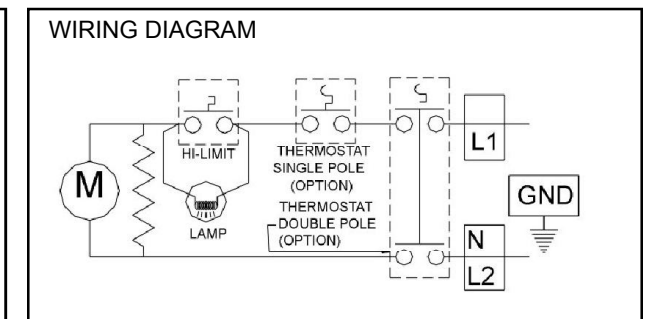 WIRING DIAGRAM
HI-LIMIT
THERMOSTAT
SINGLE POLE
(OPTION)
THERMOSTAT
DOUBLE POLE
(OPTION)
L1
M
LAMP
GND
N
L2